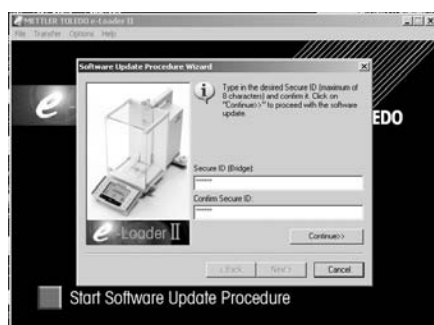 METTLER TOLEDO e-Loader II
File Transfer Options Help
Software Update Procedure Wizard
Type in the desired Secure ID (maximum of
8 characters) and confirm it. Click on
"Continue>>" to proceed with the software
update.
e
EDO
Secure ID (Bridge):
******
Confirm Secure ID:
******
e-Loader II
Continue>>
< Back Next > Cancel
Start Software Update Procedure